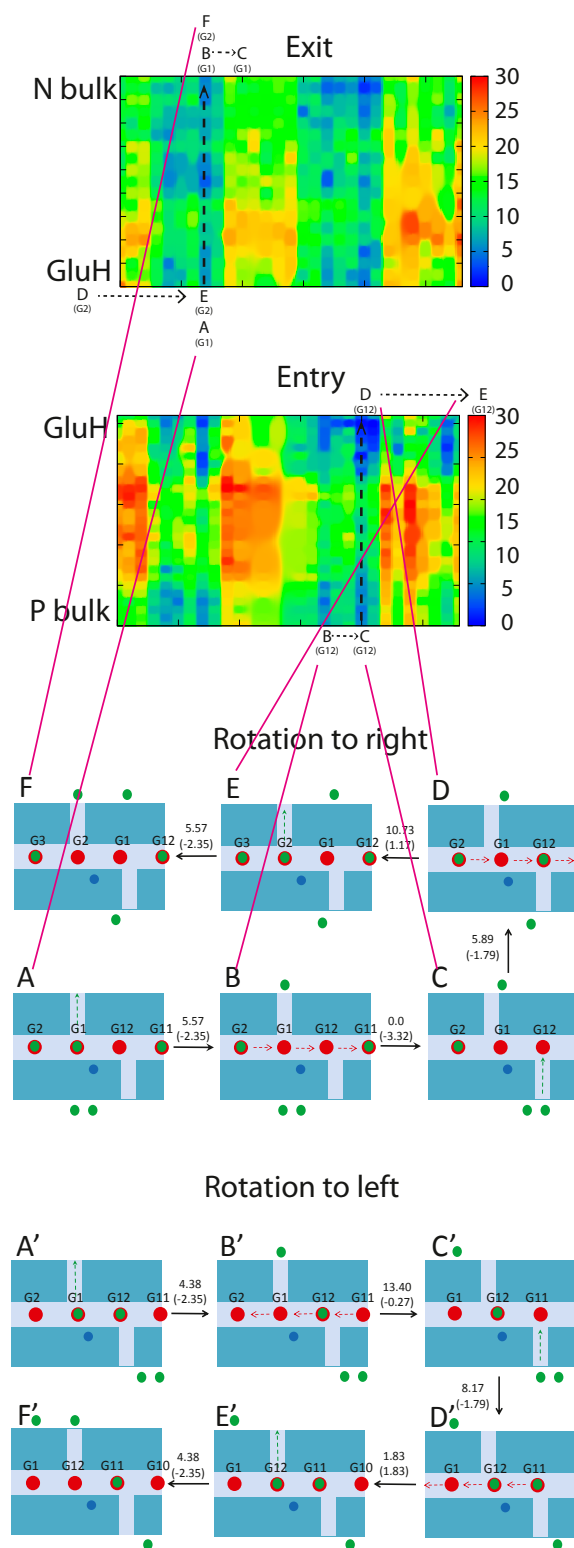 F
(G2)
B C
(G1) (G1)
Exit
N bulk
GluH
30
25
20
15
10
5
0
D E
(G2) (G2)
A
(G1)
Entry
D E
(G12) (G12)
GluH
P bulk
30
25
20
15
10
5
0
B C
(G12) (G12)
Rotation to right
F E D
G3 G2 G1 G12
5.57
(-2.35)
G3 G2 G1 G12
10.73
(1.17)
G2 G1 G12
5.89
(-1.79)
A B C
G2 G1 G12 G11
5.57
(-2.35)
G2 G1 G12 G11
0.0
(-3.32)
G2 G1 G12
Rotation to left
A' B' C'
G2 G1 G12 G11
4.38
(-2.35)
G2 G1 G12 G11
13.40
(-0.27)
G1 G12 G11
8.17
(-1.79)
F' E' D'
G1 G12 G11 G10
4.38
(-2.35)
G1 G12 G11 G10
1.83
(1.83)
G1 G12 G11